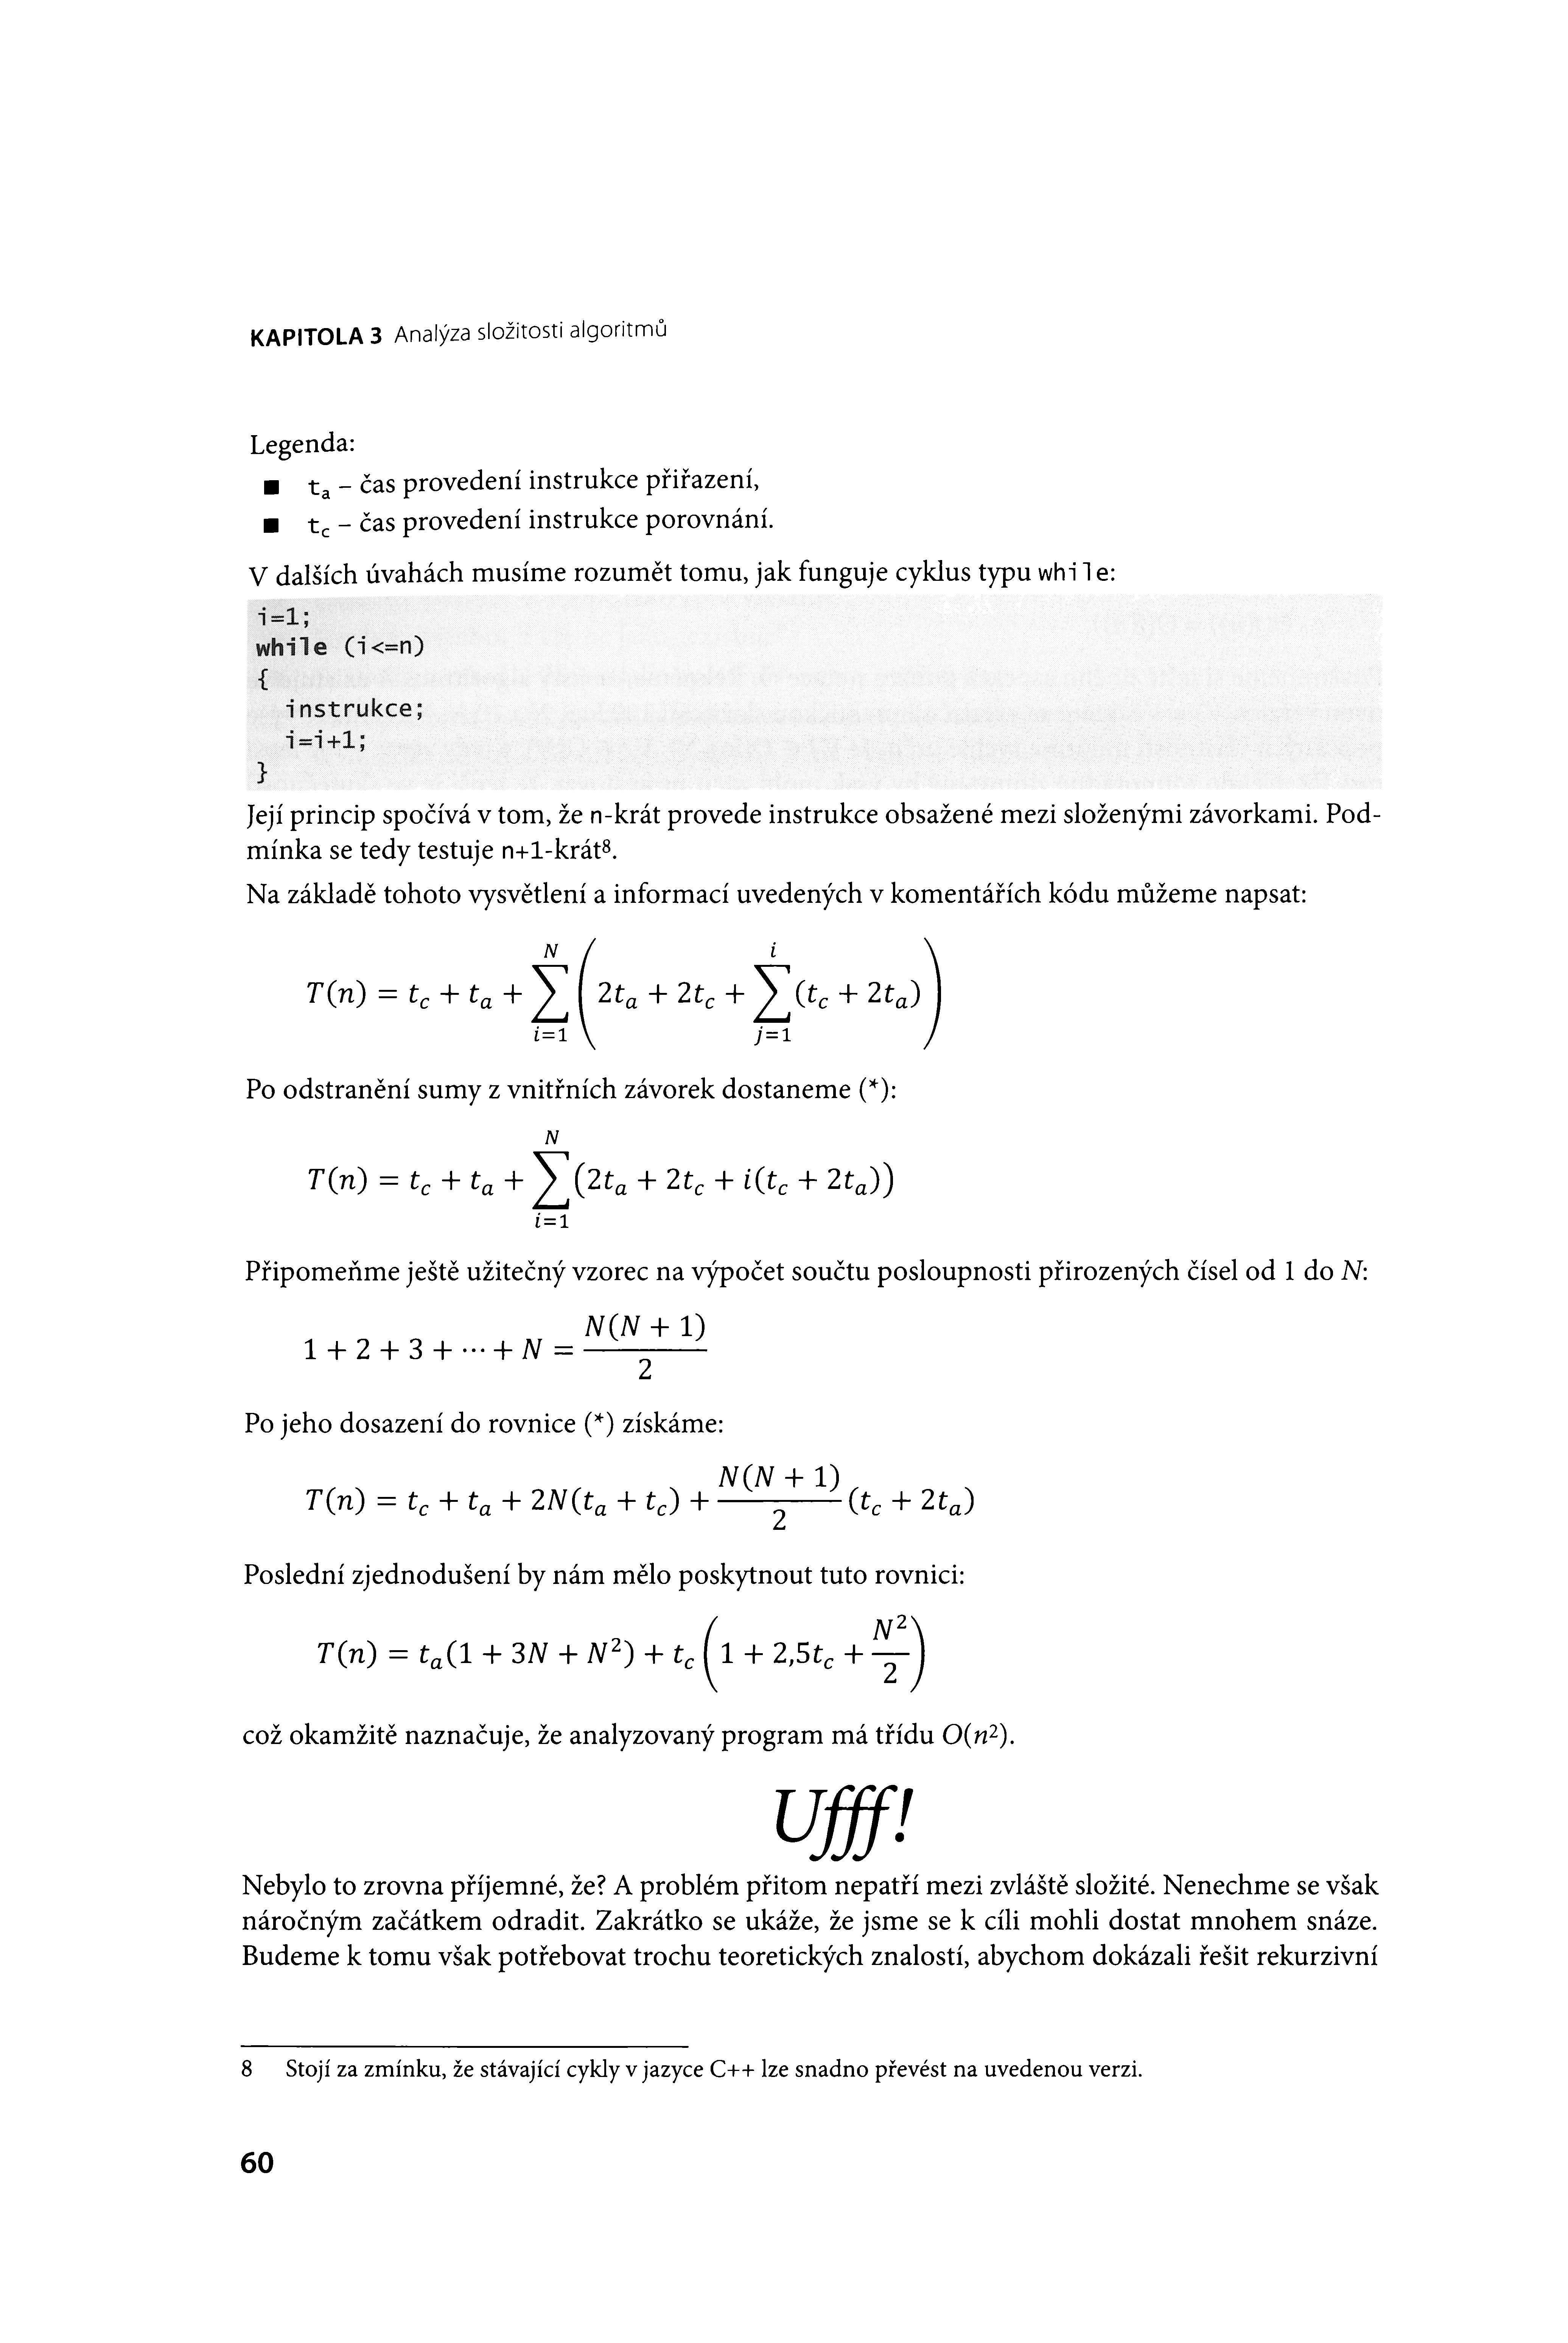 KAPITOLA 3 Analýza složitosti algoritmů
Legenda:
■ tₐ – čas provedení instrukce přiřazení,
■ t_c – čas provedení instrukce porovnání.
V dalších úvahách musíme rozumět tomu, jak funguje cyklus typu while:
i=1;
while (i<=n)
{
instrukce;
i=i+1;
}
Její princip spočívá v tom, že n-krát provede instrukce obsažené mezi složenými závorkami. Pod-
mínka se tedy testuje n+1-krát⁸.
Na základě tohoto vysvětlení a informací uvedených v komentářích kódu můžeme napsat:
T(n) = t_c + t_a + \sum_{i=1}^{N} ( 2t_a + 2t_c + \sum_{j=1}^{i} (t_c + 2t_a) )
Po odstranění sumy z vnitřních závorek dostaneme (*):
T(n) = t_c + t_a + \sum_{i=1}^{N} (2t_a + 2t_c + i(t_c + 2t_a))
Připomeňme ještě užitečný vzorec na výpočet součtu posloupnosti přirozených čísel od 1 do N:
1 + 2 + 3 + ··· + N = \frac{N(N + 1)}{2}
Po jeho dosazení do rovnice (*) získáme:
T(n) = t_c + t_a + 2N(t_a + t_c) + \frac{N(N + 1)}{2} (t_c + 2t_a)
Poslední zjednodušení by nám mělo poskytnout tuto rovnici:
T(n) = t_a(1 + 3N + N²) + t_c ( 1 + 2,5t_c + \frac{N²}{2} )
což okamžitě naznačuje, že analyzovaný program má třídu O(n²).
Ufff!
Nebylo to zrovna příjemné, že? A problém přitom nepatří mezi zvláště složité. Nenechme se však
náročným začátkem odradit. Zakrátko se ukáže, že jsme se k cíli mohli dostat mnohem snáze.
Budeme k tomu však potřebovat trochu teoretických znalostí, abychom dokázali řešit rekurzivní
8 Stojí za zmínku, že stávající cykly v jazyce C++ lze snadno převést na uvedenou verzi.
60